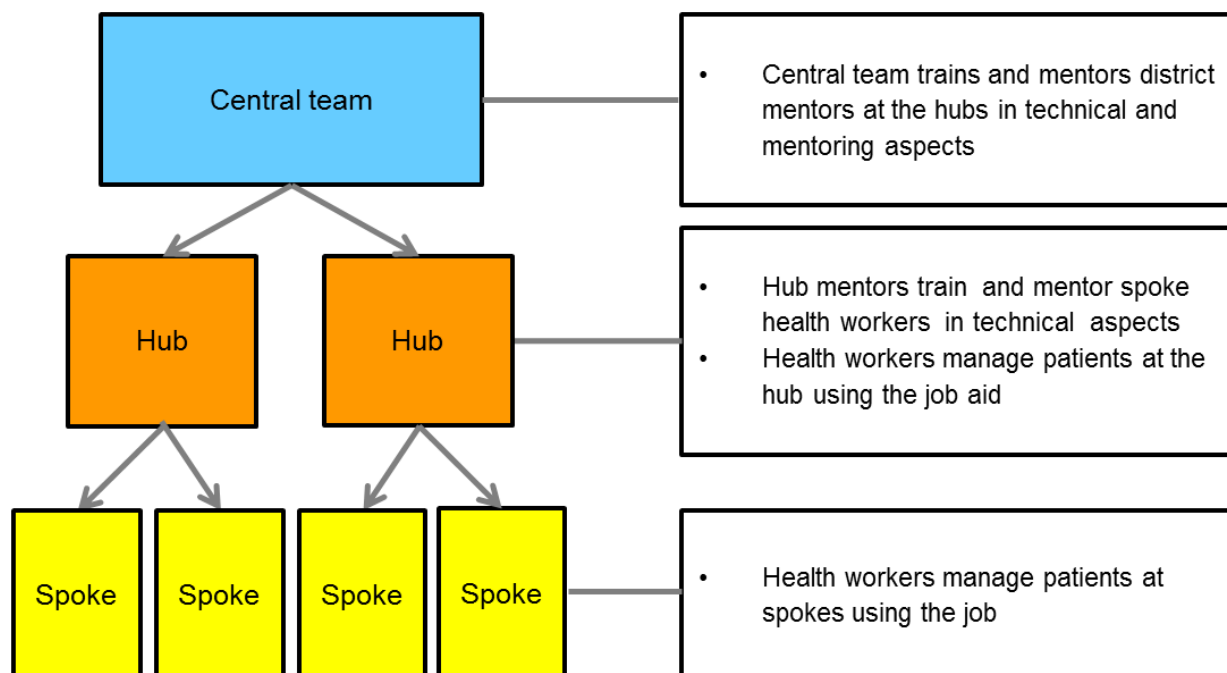 Central team
• Central team trains and mentors district
mentors at the hubs in technical and
mentoring aspects
Hub
Hub
• Hub mentors train and mentor spoke
health workers in technical aspects
• Health workers manage patients at the
hub using the job aid
Spoke
Spoke
Spoke
Spoke
• Health workers manage patients at
spokes using the job